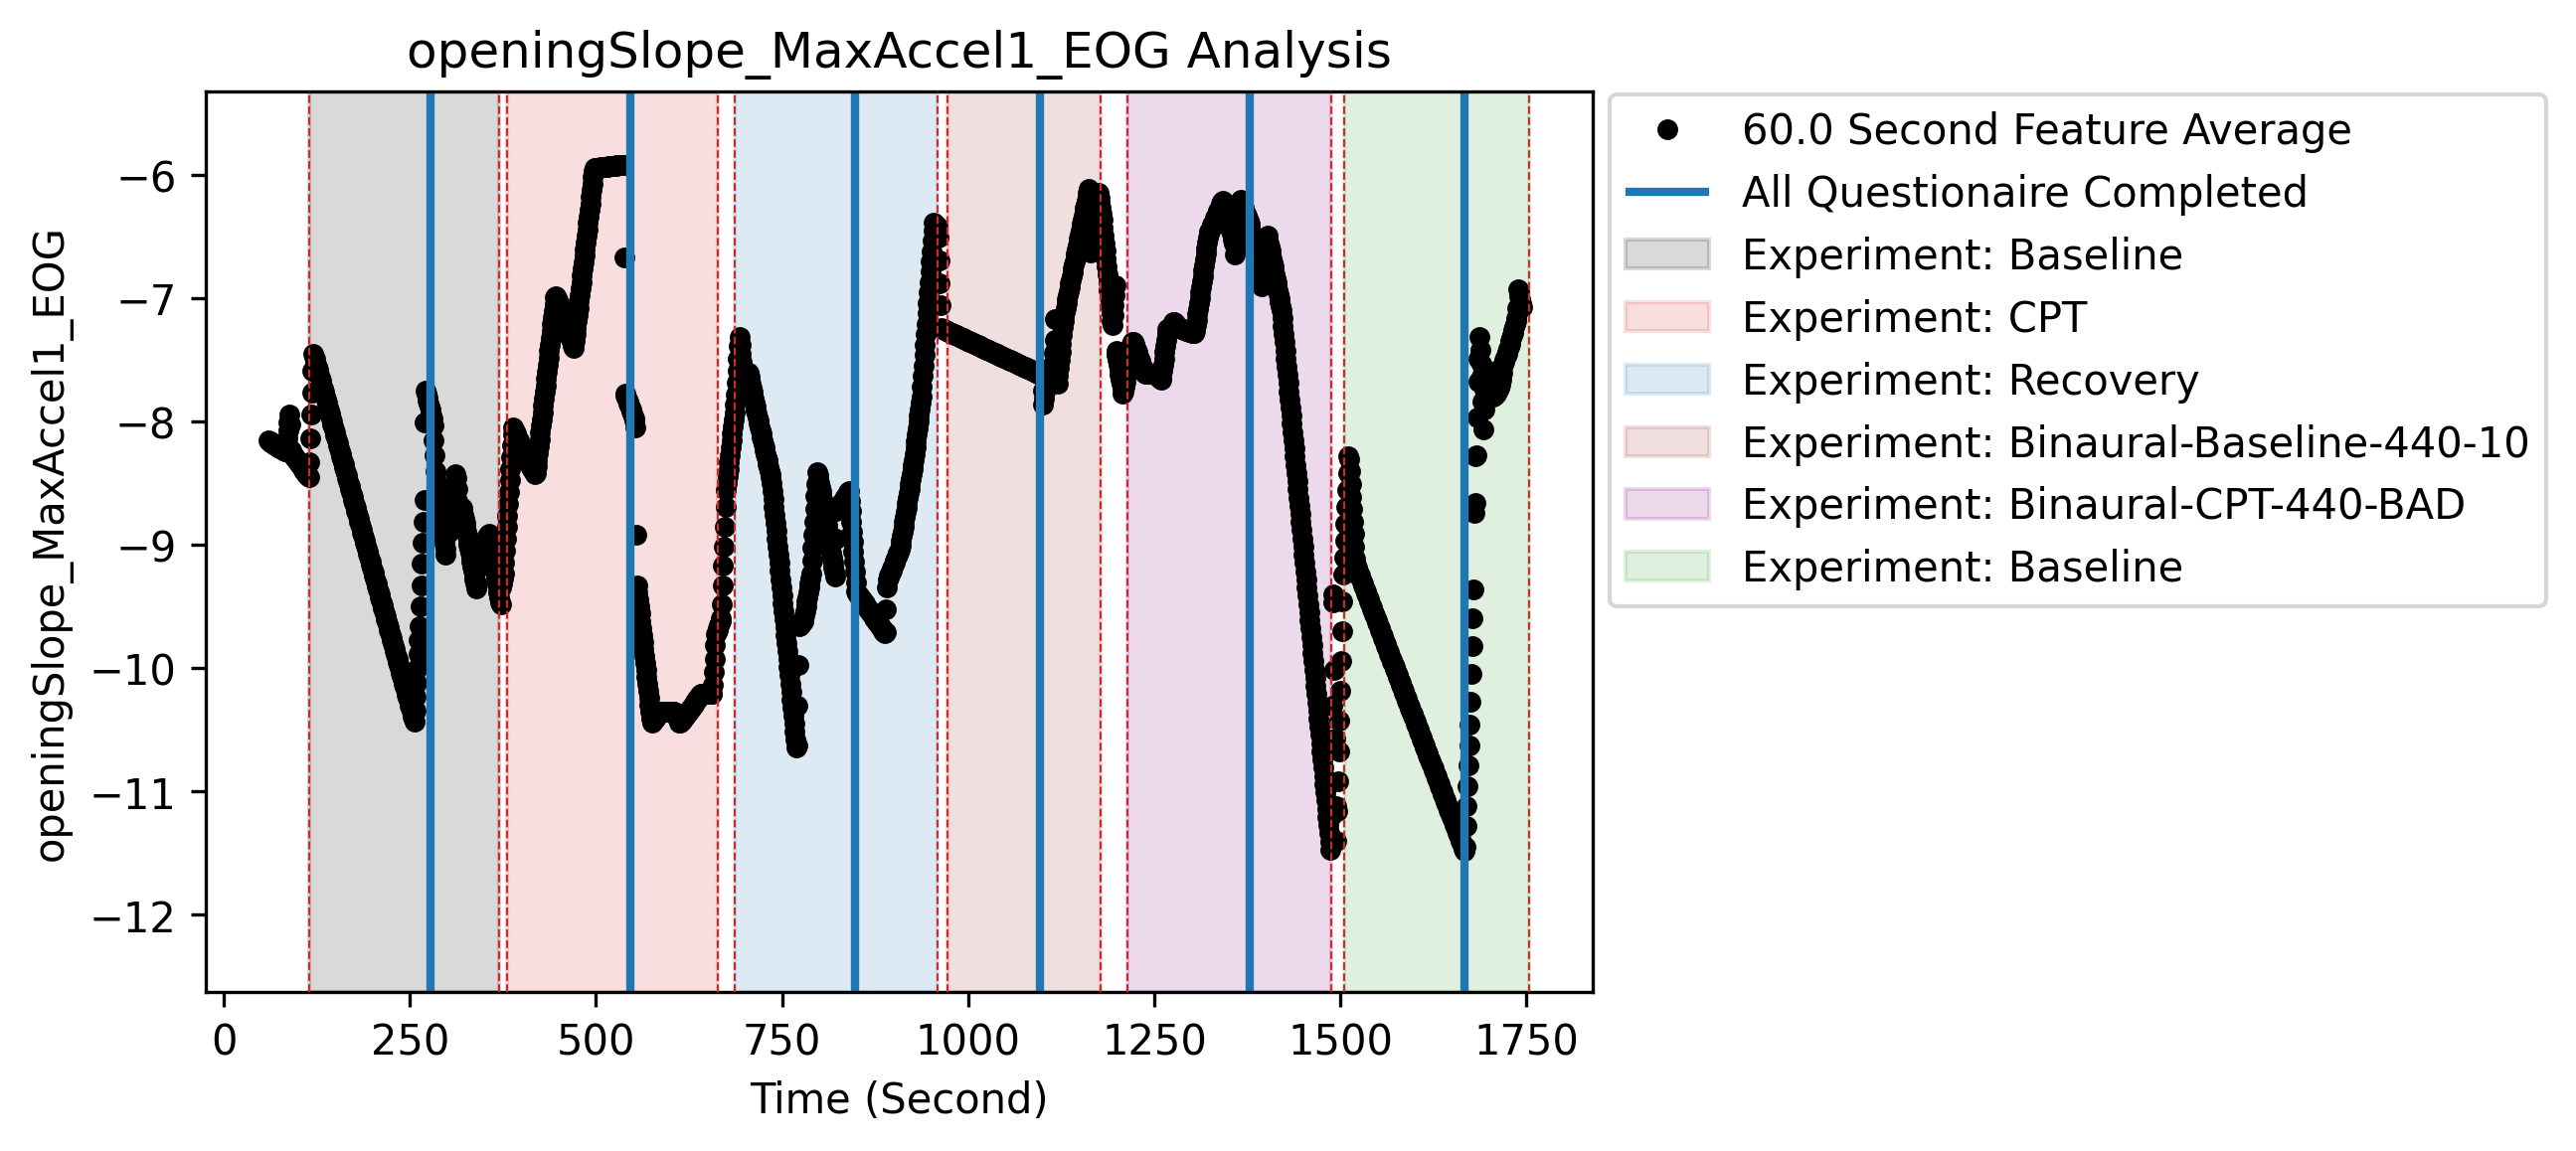 openingSlope_MaxAccel1_EOG Analysis
openingSlope_MaxAccel1_EOG
−6
−7
−8
−9
−10
−11
−12
0 250 500 750 1000 1250 1500 1750
Time (Second)
60.0 Second Feature Average
All Questionaire Completed
Experiment: Baseline
Experiment: CPT
Experiment: Recovery
Experiment: Binaural-Baseline-440-10
Experiment: Binaural-CPT-440-BAD
Experiment: Baseline